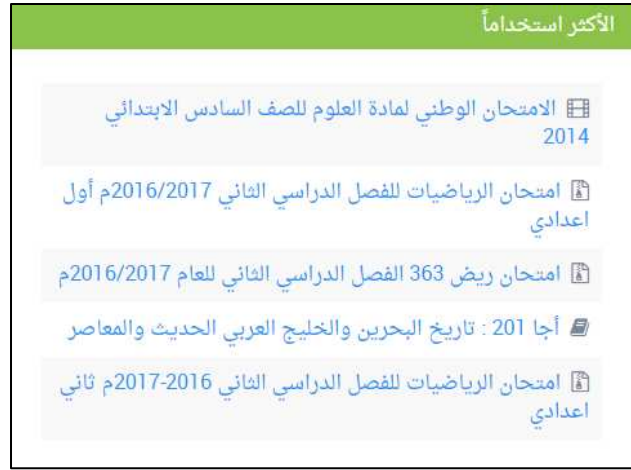 الأكثر استخداماً
الامتحان الوطني لمادة العلوم للصف السادس الابتدائي
2014
امتحان الرياضيات للفصل الدراسي الثاني 2016/2017م أول
اعدادي
امتحان ريض 363 الفصل الدراسي الثاني للعام 2016/2017م
أجا 201 : تاريخ البحرين والخليج العربي الحديث والمعاصر
امتحان الرياضيات للفصل الدراسي الثاني 2016-2017م ثاني
اعدادي